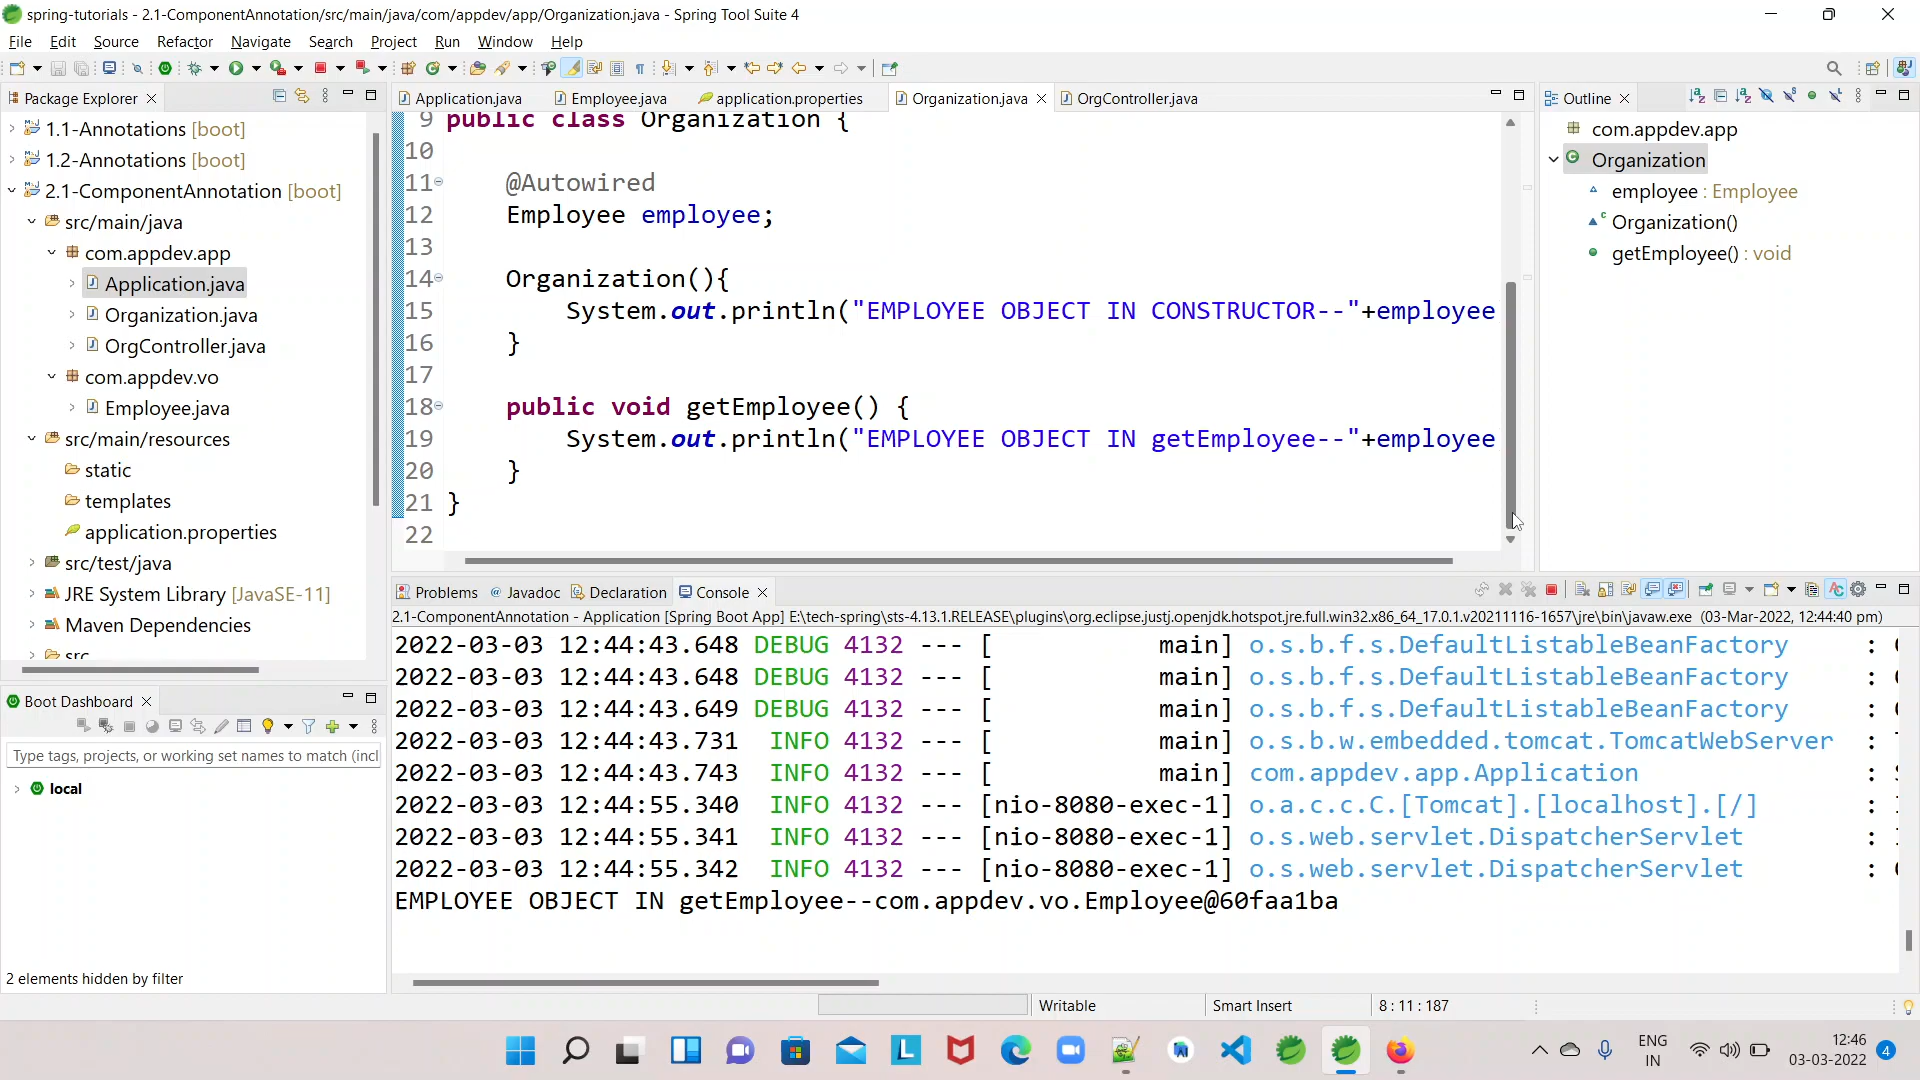 spring-tutorials - 2.1-ComponentAnnotation/src/main/java/com/appdev/app/Organization.java - Spring Tool Suite 4
File Edit Source Refactor Navigate Search Project Run Window Help
Package Explorer
1.1-Annotations [boot]
1.2-Annotations [boot]
2.1-ComponentAnnotation [boot]
src/main/java
com.appdev.app
Application.java
Organization.java
OrgController.java
com.appdev.vo
Employee.java
src/main/resources
static
templates
application.properties
src/test/java
JRE System Library [JavaSE-11]
Maven Dependencies
src
Boot Dashboard
Type tags, projects, or working set names to match (incl
local
2 elements hidden by filter
Application.java Employee.java application.properties Organization.java OrgController.java
9 public class Organization {
10
11 @Autowired
12 Employee employee;
13
14 Organization(){
15 System.out.println("EMPLOYEE OBJECT IN CONSTRUCTOR--"+employee
16 }
17
18 public void getEmployee() {
19 System.out.println("EMPLOYEE OBJECT IN getEmployee--"+employee
20 }
21 }
22
Outline
com.appdev.app
Organization
employee : Employee
Organization()
getEmployee() : void
Problems Javadoc Declaration Console
2.1-ComponentAnnotation - Application [Spring Boot App] E:\tech-spring\sts-4.13.1.RELEASE\plugins\org.eclipse.justj.openjdk.hotspot.jre.full.win32.x86_64_17.0.1.v20211116-1657\jre\bin\javaw.exe (03-Mar-2022, 12:44:40 pm)
2022-03-03 12:44:43.648 DEBUG 4132 --- [ main] o.s.b.f.s.DefaultListableBeanFactory :
2022-03-03 12:44:43.648 DEBUG 4132 --- [ main] o.s.b.f.s.DefaultListableBeanFactory :
2022-03-03 12:44:43.649 DEBUG 4132 --- [ main] o.s.b.f.s.DefaultListableBeanFactory :
2022-03-03 12:44:43.731 INFO 4132 --- [ main] o.s.b.w.embedded.tomcat.TomcatWebServer :
2022-03-03 12:44:43.743 INFO 4132 --- [ main] com.appdev.app.Application :
2022-03-03 12:44:55.340 INFO 4132 --- [nio-8080-exec-1] o.a.c.c.C.[Tomcat].[localhost].[/] :
2022-03-03 12:44:55.341 INFO 4132 --- [nio-8080-exec-1] o.s.web.servlet.DispatcherServlet :
2022-03-03 12:44:55.342 INFO 4132 --- [nio-8080-exec-1] o.s.web.servlet.DispatcherServlet :
EMPLOYEE OBJECT IN getEmployee--com.appdev.vo.Employee@60faa1ba
Writable Smart Insert 8 : 11 : 187
ENG
IN
12:46
03-03-2022
4